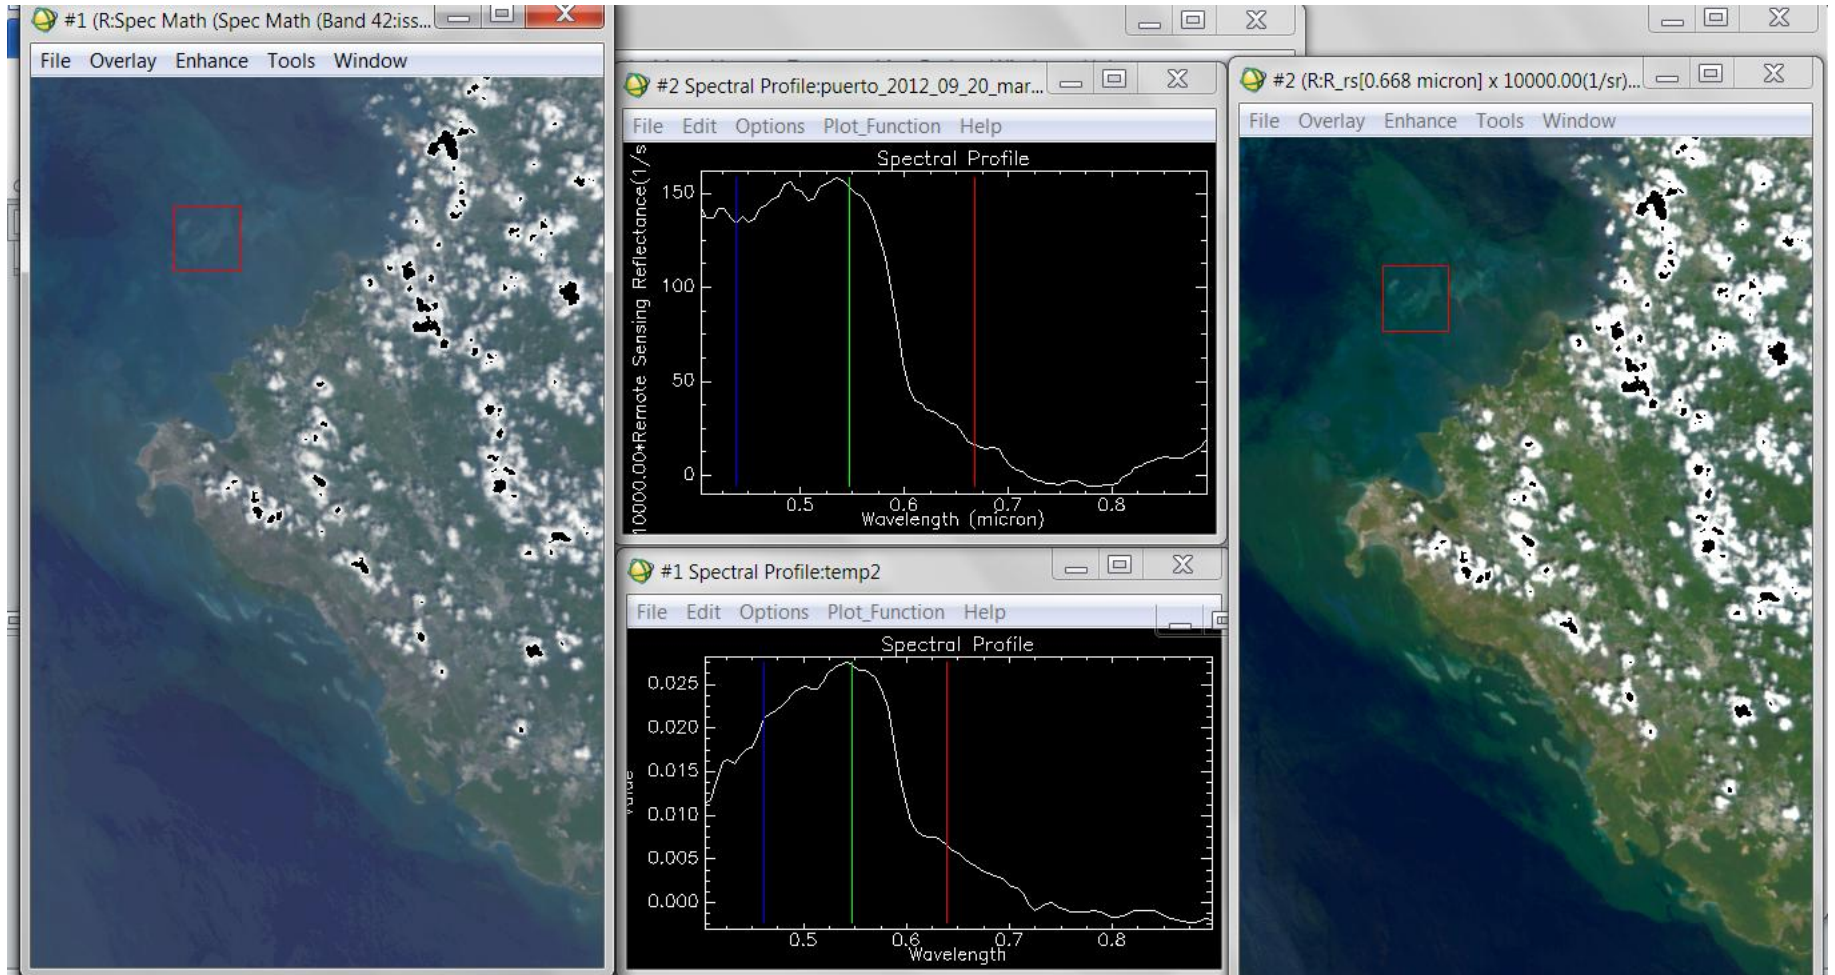 #1 (R:Spec Math (Spec Math (Band 42:iss...
File Overlay Enhance Tools Window
#2 Spectral Profile:puerto_2012_09_20_mar...
File Edit Options Plot_Function Help
Spectral Profile
10000.00*Remote Sensing Reflectance(1/s
150
100
50
0
0.5 0.6 0.7 0.8
Wavelength (micron)
#1 Spectral Profile:temp2
File Edit Options Plot_Function Help
Spectral Profile
0.025
0.020
0.015
0.010
0.005
0.000
0.5 0.6 0.7 0.8
Wavelength
#2 (R:R_rs[0.668 micron] x 10000.00(1/sr)...
File Overlay Enhance Tools Window